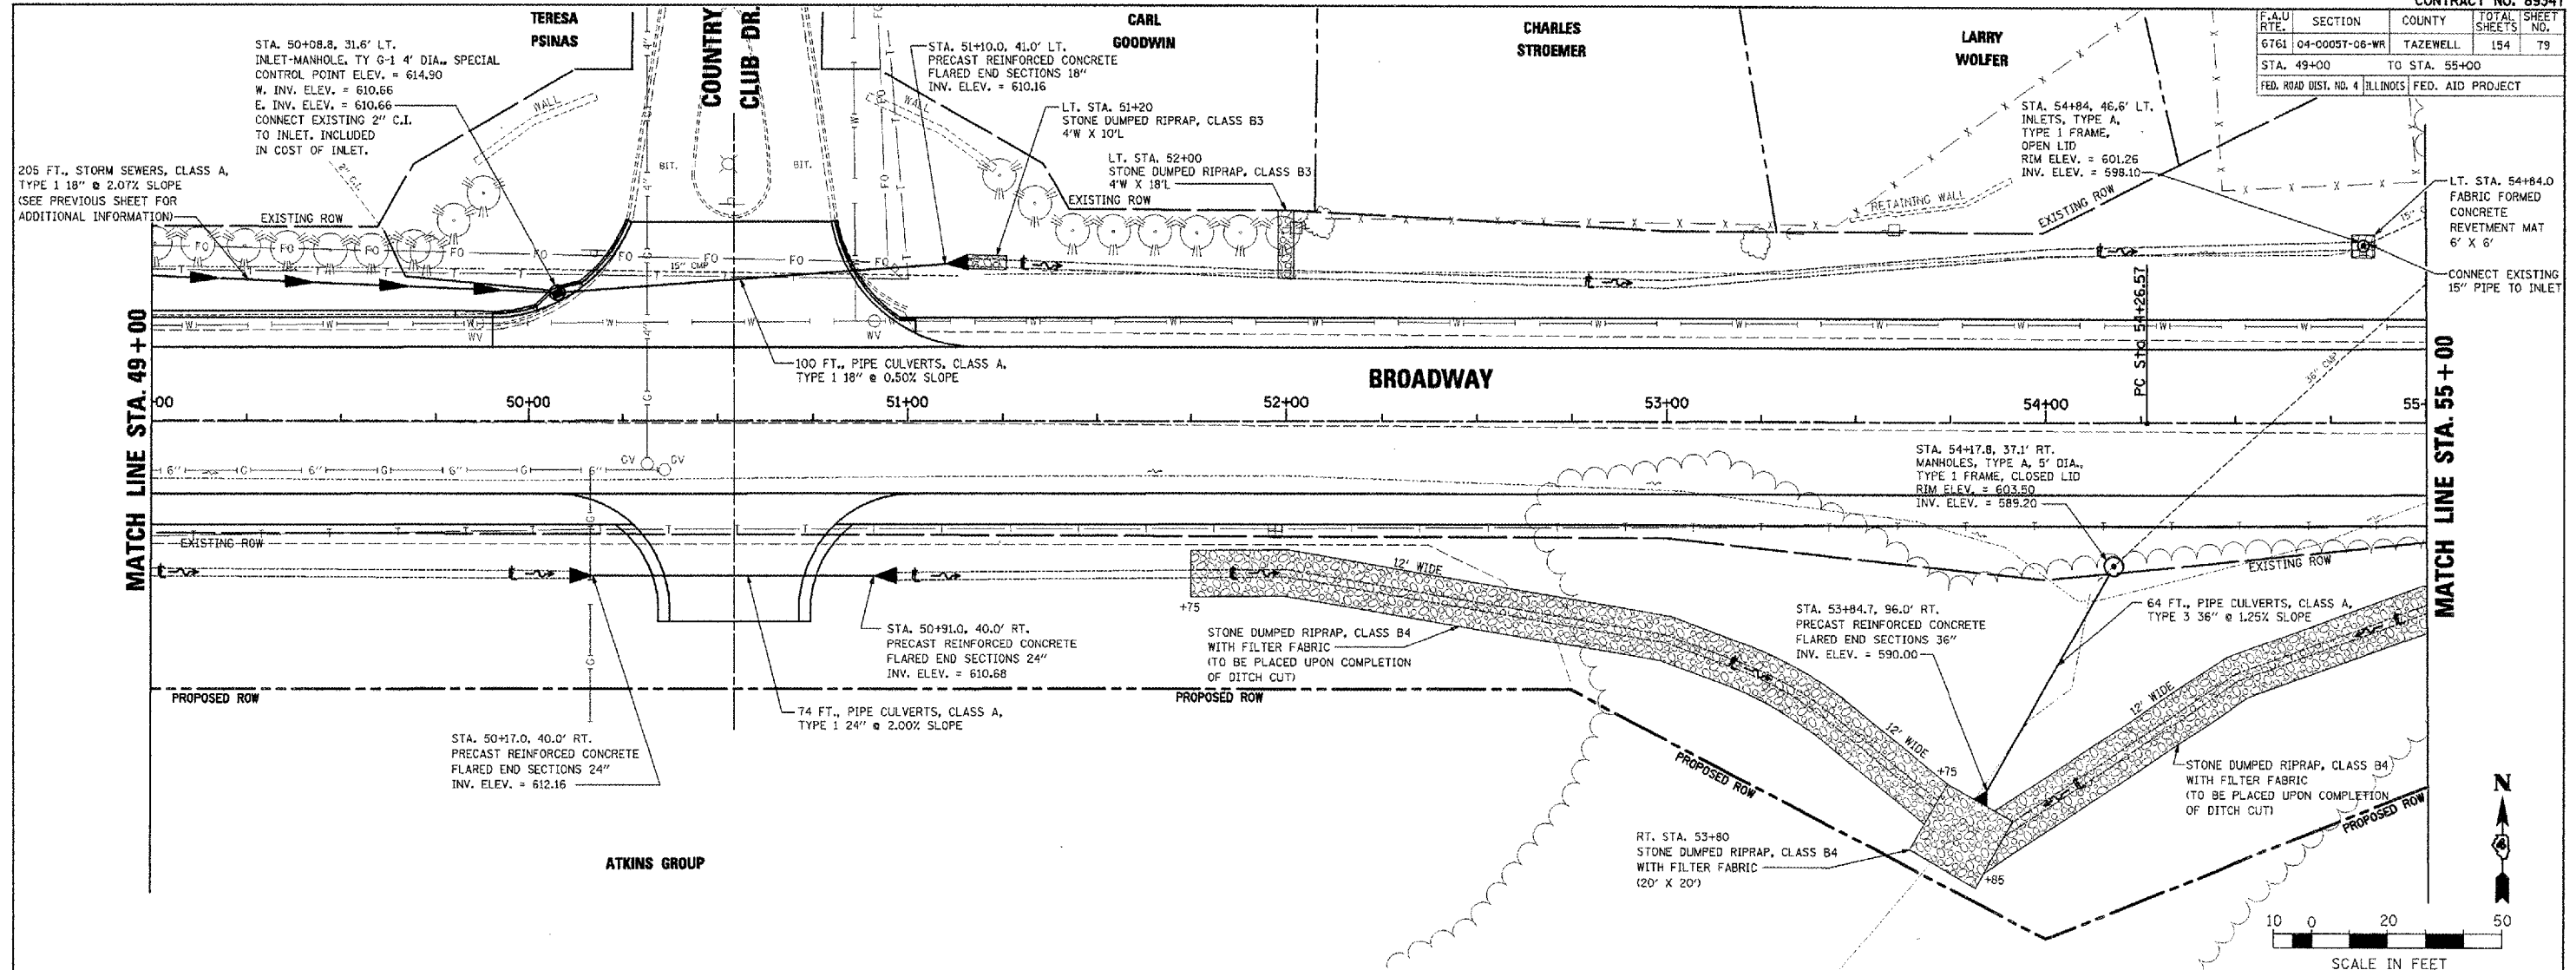 CONTRACT NO. 89341
F.A.U RTE. SECTION COUNTY TOTAL SHEETS SHEET NO.
6761 04-00057-06-WR TAZEWELL 154 79
STA. 49+00 TO STA. 55+00
FED. ROAD DIST. NO. 4 ILLINOIS FED. AID PROJECT
TERESA
PSINAS
COUNTRY
CLUB DR.
CARL
GOODWIN
CHARLES
STROEMER
LARRY
WOLFER
STA. 50+08.8, 31.6' LT.
INLET-MANHOLE, TY G-1 4' DIA., SPECIAL
CONTROL POINT ELEV. = 614.90
W. INV. ELEV. = 610.66
E. INV. ELEV. = 610.66
CONNECT EXISTING 2" C.I.
TO INLET. INCLUDED
IN COST OF INLET.
205 FT., STORM SEWERS, CLASS A,
TYPE 1 18" @ 2.07% SLOPE
(SEE PREVIOUS SHEET FOR
ADDITIONAL INFORMATION)
STA. 51+10.0, 41.0' LT.
PRECAST REINFORCED CONCRETE
FLARED END SECTIONS 18"
INV. ELEV. = 610.16
LT. STA. 51+20
STONE DUMPED RIPRAP, CLASS B3
4'W X 10'L
LT. STA. 52+00
STONE DUMPED RIPRAP, CLASS B3
4'W X 18'L
STA. 54+84, 46.6' LT.
INLETS, TYPE A,
TYPE 1 FRAME,
OPEN LID
RIM ELEV. = 601.26
INV. ELEV. = 598.10
LT. STA. 54+84.0
FABRIC FORMED
CONCRETE
REVETMENT MAT
6' X 6'
CONNECT EXISTING
15" PIPE TO INLET
WALL
WALL
RETAINING WALL
2" C.I.
BIT.
BIT.
EXISTING ROW
EXISTING ROW
EXISTING ROW
15" CMP
WV
WV
100 FT., PIPE CULVERTS, CLASS A,
TYPE 1 18" @ 0.50% SLOPE
BROADWAY
PC Sta 54+26.57
36" CMP
MATCH LINE STA. 49+00
MATCH LINE STA. 55+00
00 50+00 51+00 52+00 53+00 54+00 55
GV GV
STA. 54+17.8, 37.1' RT.
MANHOLES, TYPE A, 5' DIA.,
TYPE 1 FRAME, CLOSED LID
RIM ELEV. = 603.50
INV. ELEV. = 589.20
EXISTING ROW
EXISTING ROW
12' WIDE
+75
STA. 50+91.0, 40.0' RT.
PRECAST REINFORCED CONCRETE
FLARED END SECTIONS 24"
INV. ELEV. = 610.68
STONE DUMPED RIPRAP, CLASS B4
WITH FILTER FABRIC
(TO BE PLACED UPON COMPLETION
OF DITCH CUT)
STA. 53+84.7, 96.0' RT.
PRECAST REINFORCED CONCRETE
FLARED END SECTIONS 36"
INV. ELEV. = 590.00
64 FT., PIPE CULVERTS, CLASS A,
TYPE 3 36" @ 1.25% SLOPE
PROPOSED ROW
PROPOSED ROW
74 FT., PIPE CULVERTS, CLASS A,
TYPE 1 24" @ 2.00% SLOPE
STA. 50+17.0, 40.0' RT.
PRECAST REINFORCED CONCRETE
FLARED END SECTIONS 24"
INV. ELEV. = 612.16
12' WIDE
12' WIDE
+75
PROPOSED ROW
PROPOSED ROW
STONE DUMPED RIPRAP, CLASS B4
WITH FILTER FABRIC
(TO BE PLACED UPON COMPLETION
OF DITCH CUT)
RT. STA. 53+80
STONE DUMPED RIPRAP, CLASS B4
WITH FILTER FABRIC
(20' X 20')
+85
ATKINS GROUP
N
10 0 20 50
SCALE IN FEET